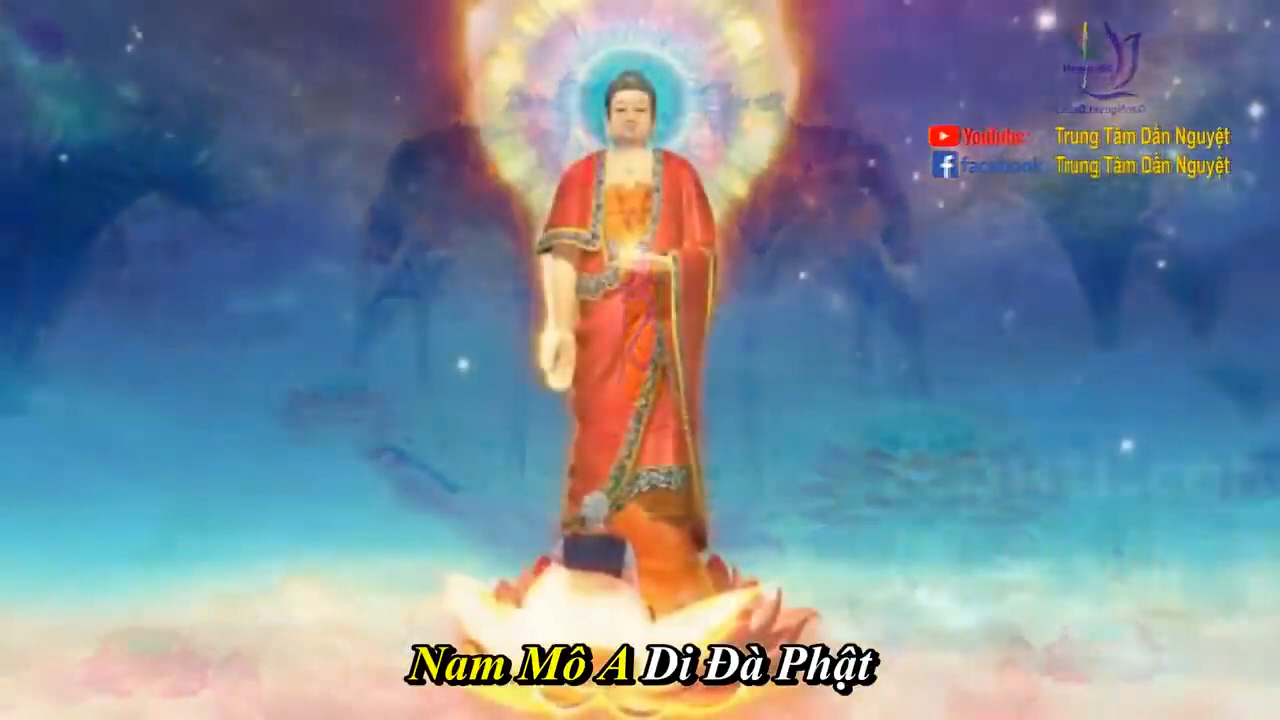 YouTube Trung Tâm Dẫn Nguyệt
facebook Trung Tâm Dẫn Nguyệt
Nam Mô A Di Đà Phật